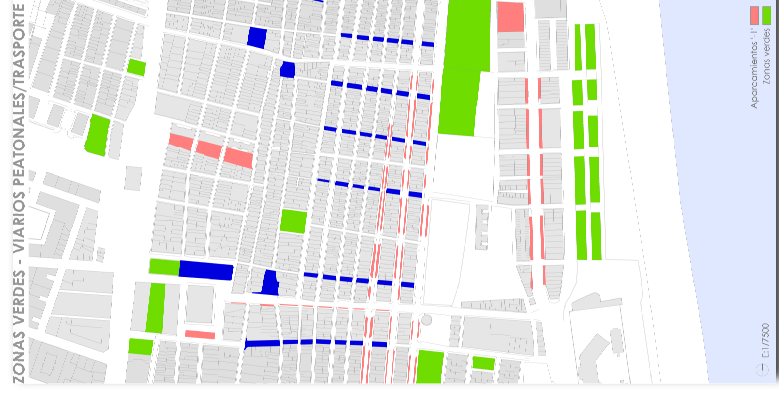 ZONAS VERDES - VIARIOS PEATONALES/TRASPORTE
Aparcamientos '·I'
Zonas verdes
E:1/7500